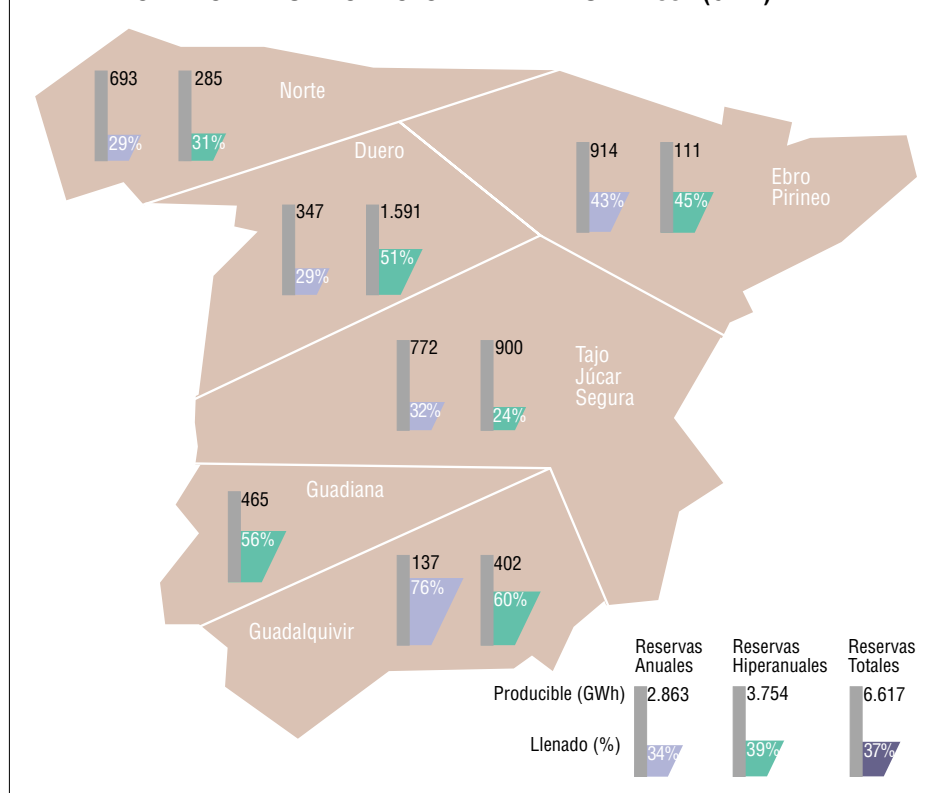 693
285
Norte
29%
31%
Duero
914
111
Ebro
Pirineo
43%
45%
347
1.591
29%
51%
772
900
Tajo
Júcar
Segura
32%
24%
Guadiana
465
56%
137
402
76%
60%
Guadalquivir
Reservas
Anuales
Reservas
Hiperanuales
Reservas
Totales
Producible (GWh)
2.863
3.754
6.617
Llenado (%)
34%
39%
37%